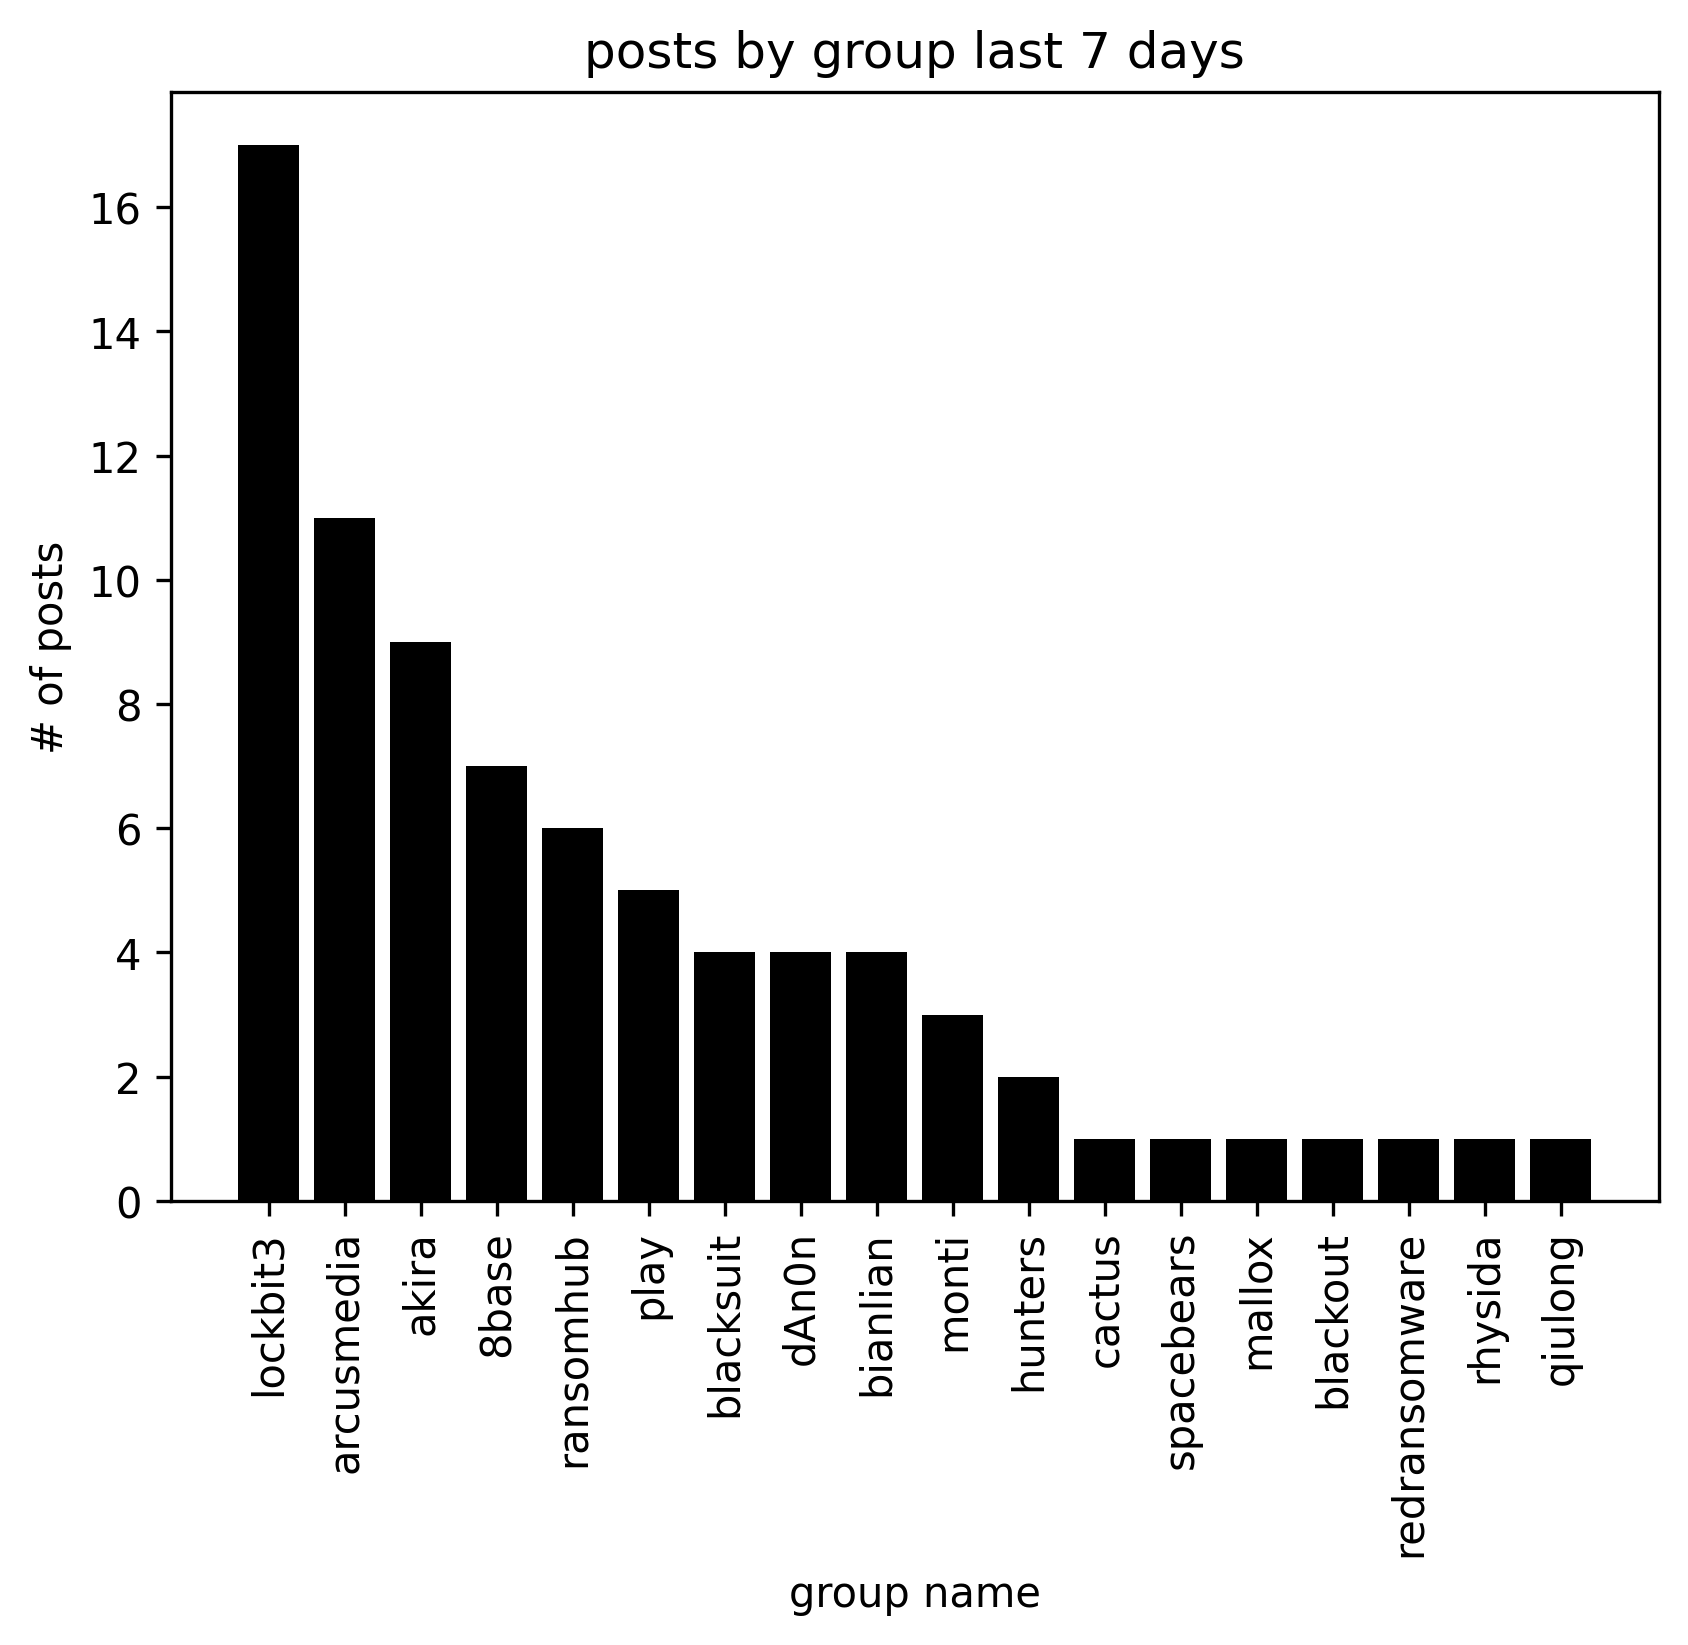 posts by group last 7 days
# of posts
16
14
12
10
8
6
4
2
0
lockbit3
arcusmedia
akira
8base
ransomhub
play
blacksuit
dAn0n
bianlian
monti
hunters
cactus
spacebears
mallox
blackout
redransomware
rhysida
qiulong
group name